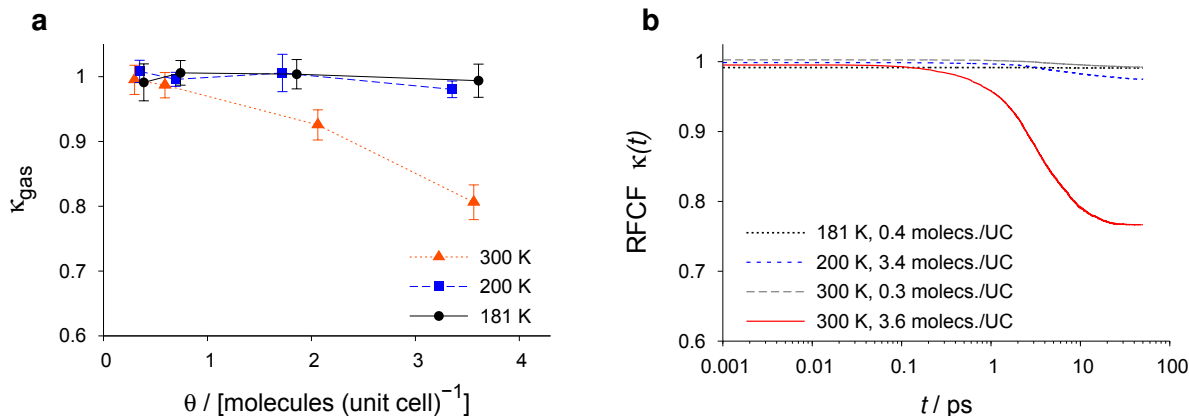 a
1
0.9
0.8
0.7
0.6
0
1
2
3
4
κgas
θ / [molecules (unit cell)⁻¹]
300 K
200 K
181 K
b
1
0.9
0.8
0.7
0.6
0.001
0.01
0.1
1
10
100
RFCF κ(t)
t / ps
181 K, 0.4 molecs./UC
200 K, 3.4 molecs./UC
300 K, 0.3 molecs./UC
300 K, 3.6 molecs./UC